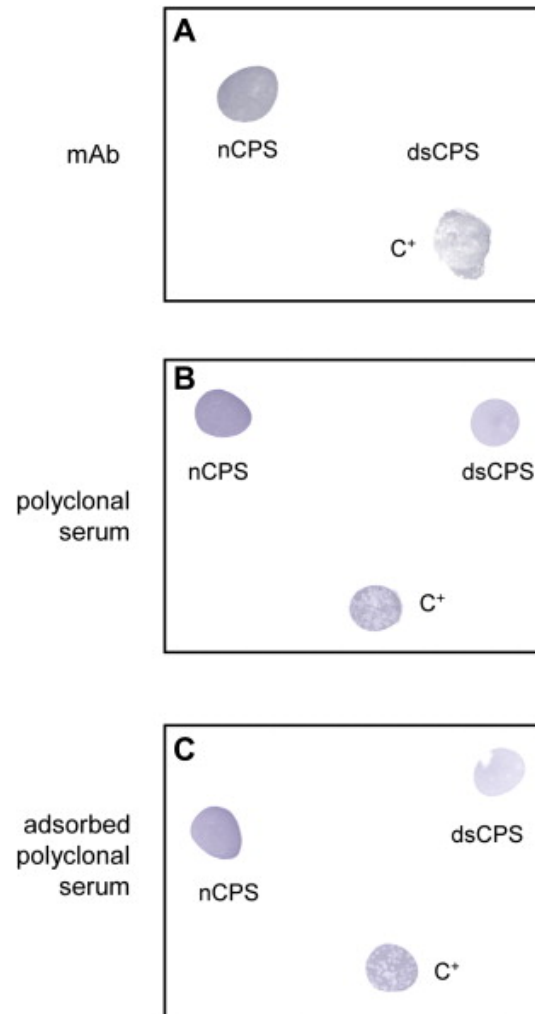 A
mAb
nCPS
dsCPS
C⁺
B
nCPS
dsCPS
polyclonal
serum
C⁺
C
dsCPS
adsorbed
polyclonal
serum
nCPS
C⁺